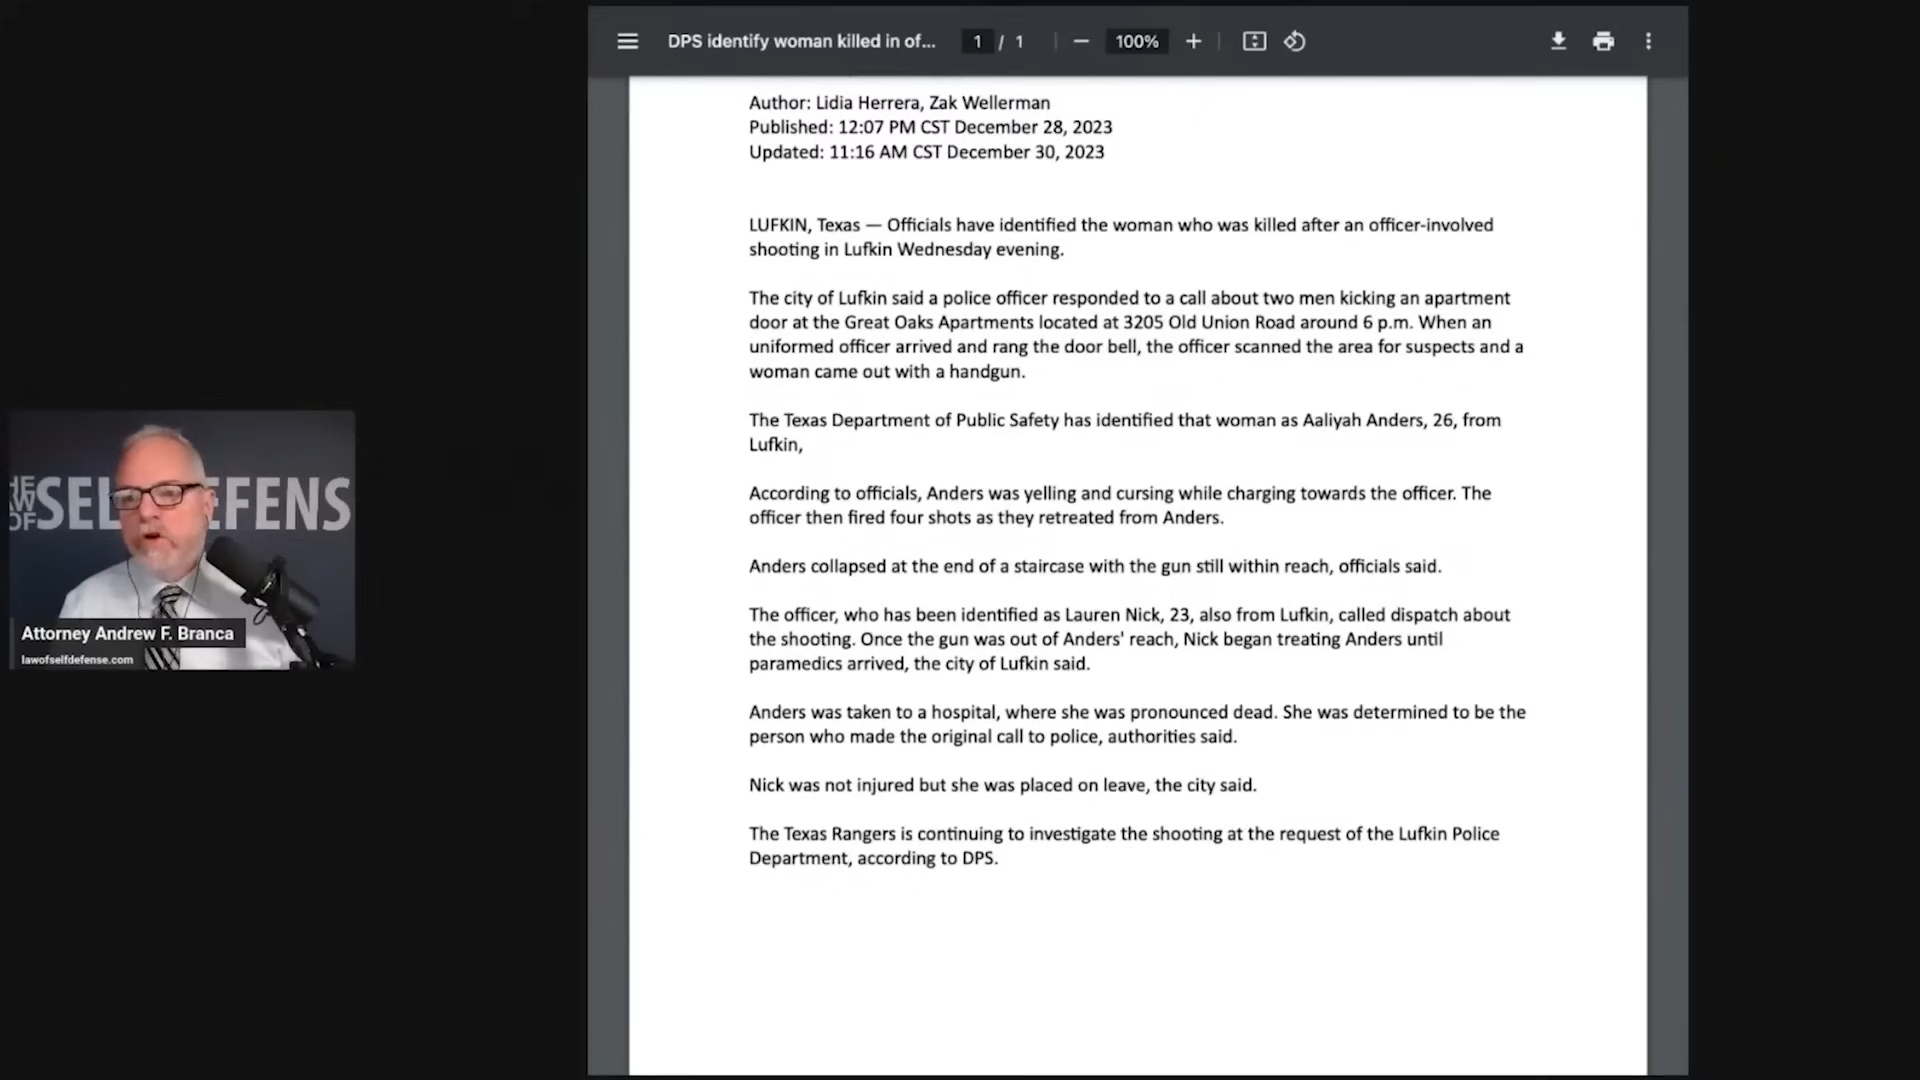 DPS identify woman killed in of...
1 / 1
100%
Author: Lidia Herrera, Zak Wellerman
Published: 12:07 PM CST December 28, 2023
Updated: 11:16 AM CST December 30, 2023
LUFKIN, Texas — Officials have identified the woman who was killed after an officer-involved
shooting in Lufkin Wednesday evening.
The city of Lufkin said a police officer responded to a call about two men kicking an apartment
door at the Great Oaks Apartments located at 3205 Old Union Road around 6 p.m. When an
uniformed officer arrived and rang the door bell, the officer scanned the area for suspects and a
woman came out with a handgun.
The Texas Department of Public Safety has identified that woman as Aaliyah Anders, 26, from
Lufkin,
According to officials, Anders was yelling and cursing while charging towards the officer. The
officer then fired four shots as they retreated from Anders.
Anders collapsed at the end of a staircase with the gun still within reach, officials said.
The officer, who has been identified as Lauren Nick, 23, also from Lufkin, called dispatch about
the shooting. Once the gun was out of Anders' reach, Nick began treating Anders until
paramedics arrived, the city of Lufkin said.
Anders was taken to a hospital, where she was pronounced dead. She was determined to be the
person who made the original call to police, authorities said.
Nick was not injured but she was placed on leave, the city said.
The Texas Rangers is continuing to investigate the shooting at the request of the Lufkin Police
Department, according to DPS.
HE
W
OF
SEL EFENS
Attorney Andrew F. Branca
lawofselfdefense.com